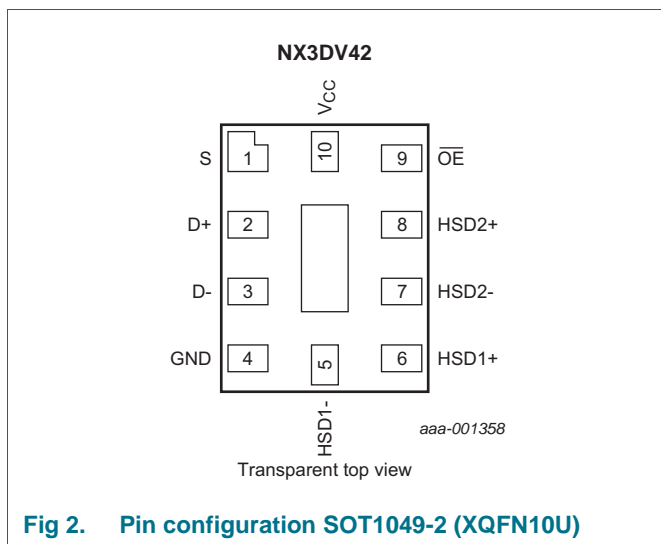 NX3DV42
VCC
S 1 10 9 OE
D+ 2 8 HSD2+
D- 3 7 HSD2-
GND 4 5 6 HSD1+
HSD1-
aaa-001358
Transparent top view
Fig 2. Pin configuration SOT1049-2 (XQFN10U)